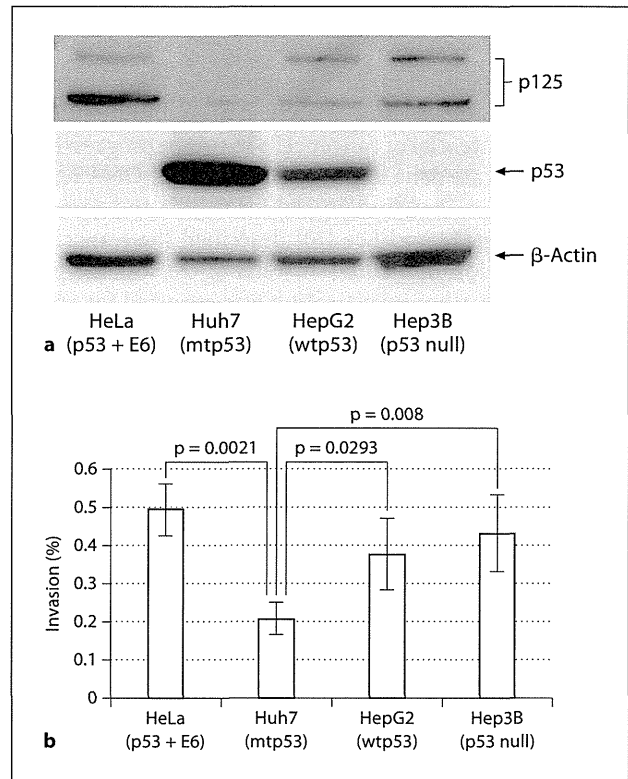 p125
p53
β-Actin
HeLa Huh7 HepG2 Hep3B
a (p53 + E6) (mtp53) (wtp53) (p53 null)
p = 0.008
p = 0.0021 p = 0.0293
0.6
0.5
0.4
0.3
0.2
0.1
0
Invasion (%)
HeLa Huh7 HepG2 Hep3B
b (p53 + E6) (mtp53) (wtp53) (p53 null)